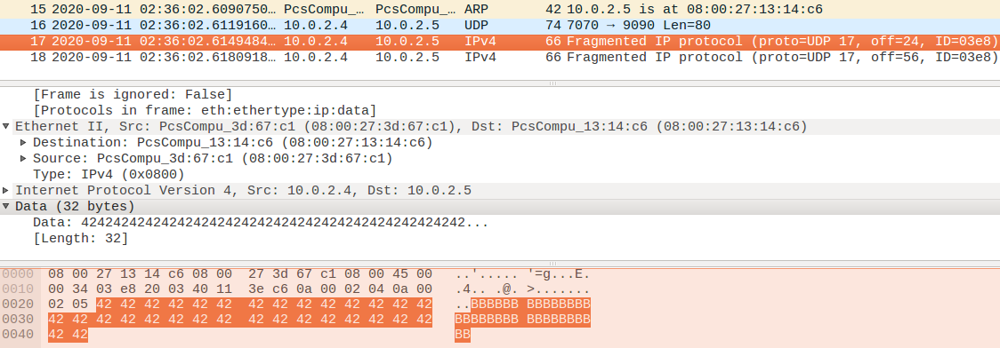 15 2020-09-11 02:36:02.6090750… PcsCompu_… PcsCompu_… ARP 42 10.0.2.5 is at 08:00:27:13:14:c6
16 2020-09-11 02:36:02.6119160… 10.0.2.4 10.0.2.5 UDP 74 7070 → 9090 Len=80
17 2020-09-11 02:36:02.6149484… 10.0.2.4 10.0.2.5 IPv4 66 Fragmented IP protocol (proto=UDP 17, off=24, ID=03e8)
18 2020-09-11 02:36:02.6180918… 10.0.2.4 10.0.2.5 IPv4 66 Fragmented IP protocol (proto=UDP 17, off=56, ID=03e8)
[Frame is ignored: False]
[Protocols in frame: eth:ethertype:ip:data]
Ethernet II, Src: PcsCompu_3d:67:c1 (08:00:27:3d:67:c1), Dst: PcsCompu_13:14:c6 (08:00:27:13:14:c6)
Destination: PcsCompu_13:14:c6 (08:00:27:13:14:c6)
Source: PcsCompu_3d:67:c1 (08:00:27:3d:67:c1)
Type: IPv4 (0x0800)
Internet Protocol Version 4, Src: 10.0.2.4, Dst: 10.0.2.5
Data (32 bytes)
Data: 424242424242424242424242424242424242424242424242...
[Length: 32]
0000 08 00 27 13 14 c6 08 00 27 3d 67 c1 08 00 45 00 ..'..... '=g...E.
0010 00 34 03 e8 20 03 40 11 3e c6 0a 00 02 04 0a 00 .4.. .@. >.......
0020 02 05 42 42 42 42 42 42 42 42 42 42 42 42 42 42 ..BBBBBB BBBBBBBB
0030 42 42 42 42 42 42 42 42 42 42 42 42 42 42 42 42 BBBBBBBB BBBBBBBB
0040 42 42 BB